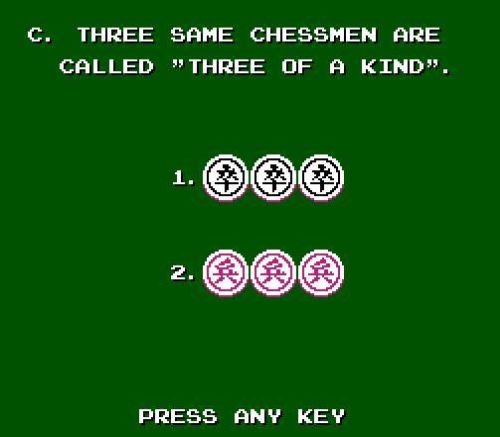 C. THREE SAME CHESSMEN ARE
CALLED "THREE OF A KIND".
1. 卒 卒 卒
2. 兵 兵 兵
PRESS ANY KEY